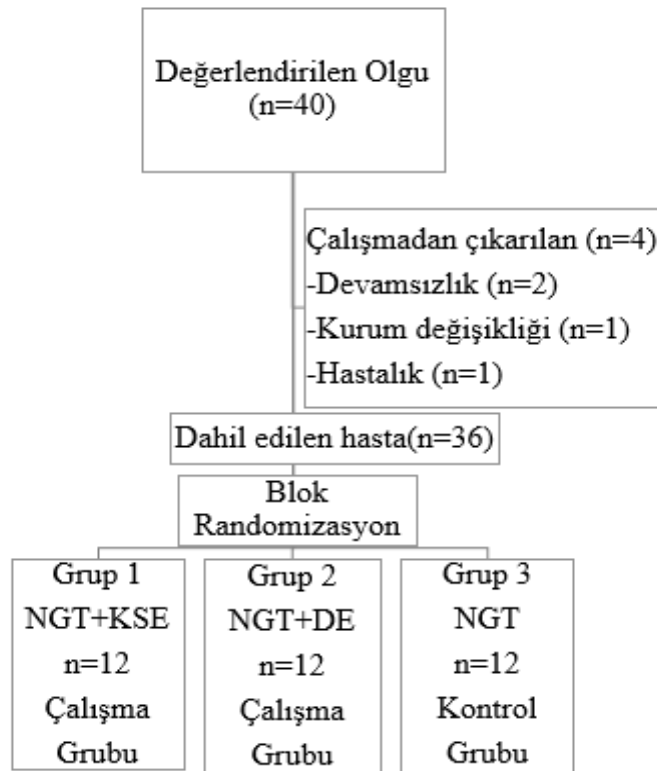 Değerlendirilen Olgu
(n=40)
Çalışmadan çıkarılan (n=4)
-Devamsızlık (n=2)
-Kurum değişikliği (n=1)
-Hastalık (n=1)
Dahil edilen hasta(n=36)
Blok
Randomizasyon
Grup 1
NGT+KSE
n=12
Çalışma
Grubu
Grup 2
NGT+DE
n=12
Çalışma
Grubu
Grup 3
NGT
n=12
Kontrol
Grubu